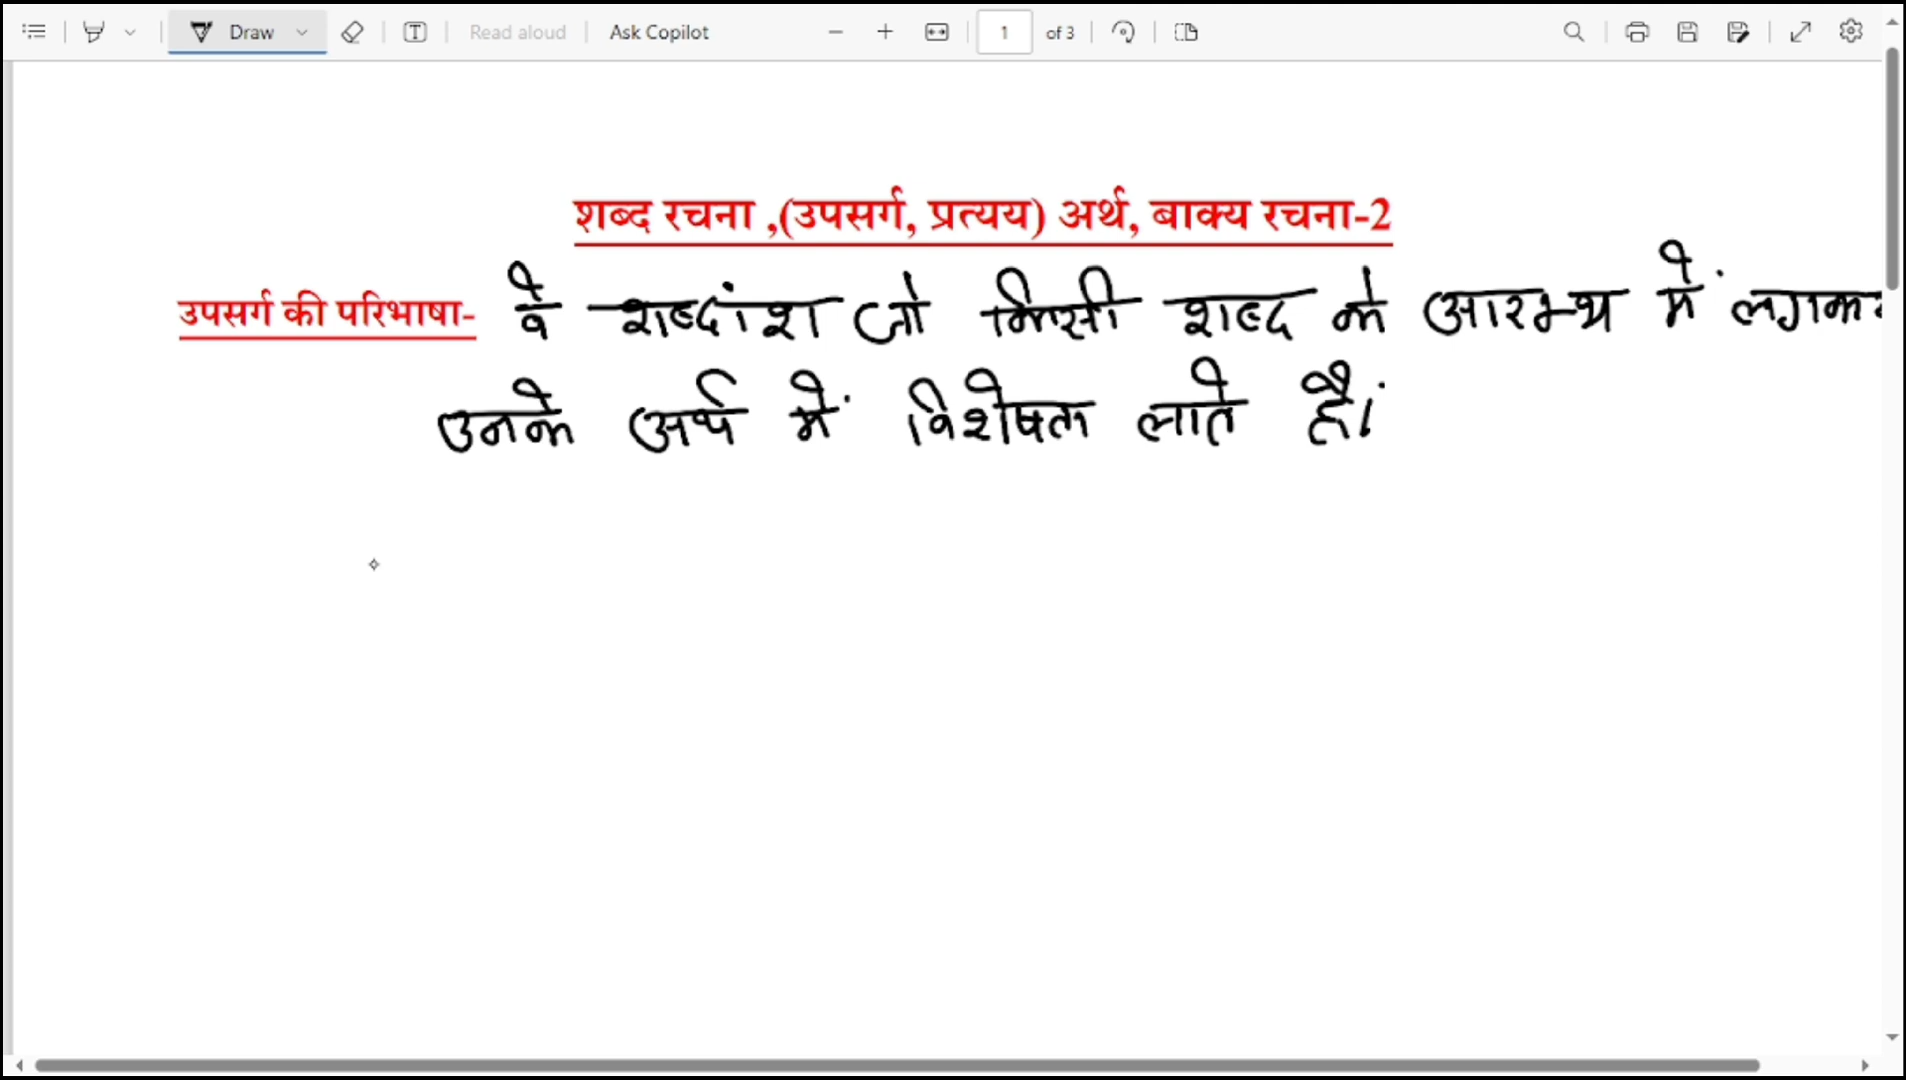 Draw Read aloud Ask Copilot 1 of 3
शब्द रचना ,(उपसर्ग, प्रत्यय) अर्थ, बाक्य रचना-2
उपसर्ग की परिभाषा- वे शब्दांश जो किसी शब्द के आरम्भ में लगकर
उनके अर्थ में विशेषता लाते हैं।